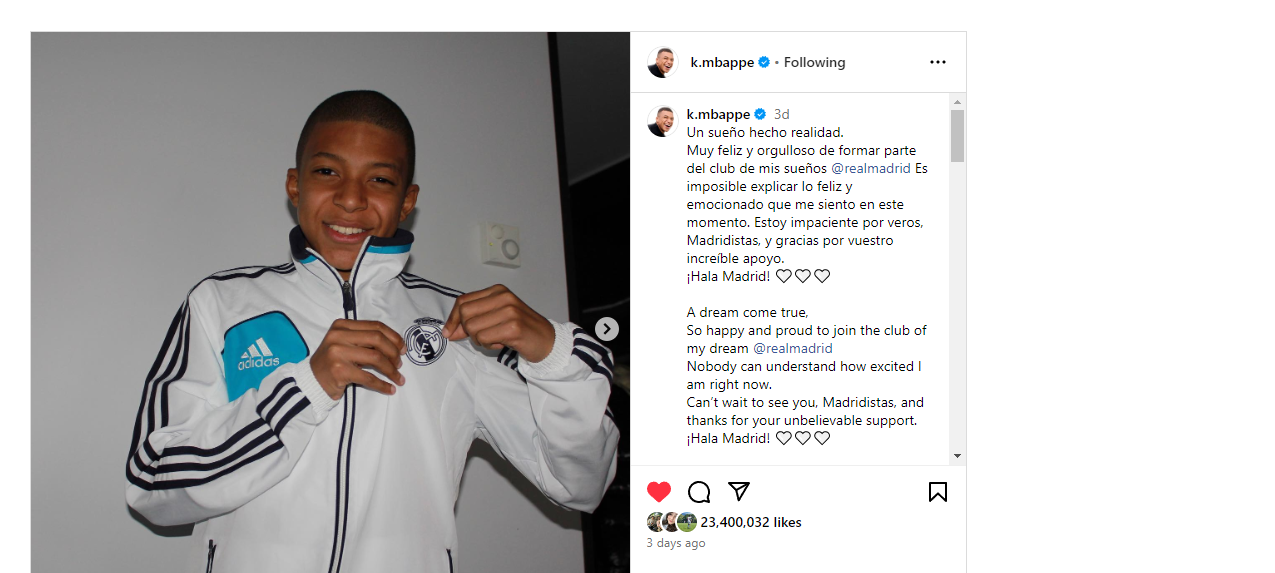 adidas
k.mbappe • Following
k.mbappe 3d
Un sueño hecho realidad.
Muy feliz y orgulloso de formar parte
del club de mis sueños @realmadrid Es
imposible explicar lo feliz y
emocionado que me siento en este
momento. Estoy impaciente por veros,
Madridistas, y gracias por vuestro
increíble apoyo.
¡Hala Madrid! 🤍🤍🤍
A dream come true,
So happy and proud to join the club of
my dream @realmadrid
Nobody can understand how excited I
am right now.
Can’t wait to see you, Madridistas, and
thanks for your unbelievable support.
¡Hala Madrid! 🤍🤍🤍
23,400,032 likes
3 days ago